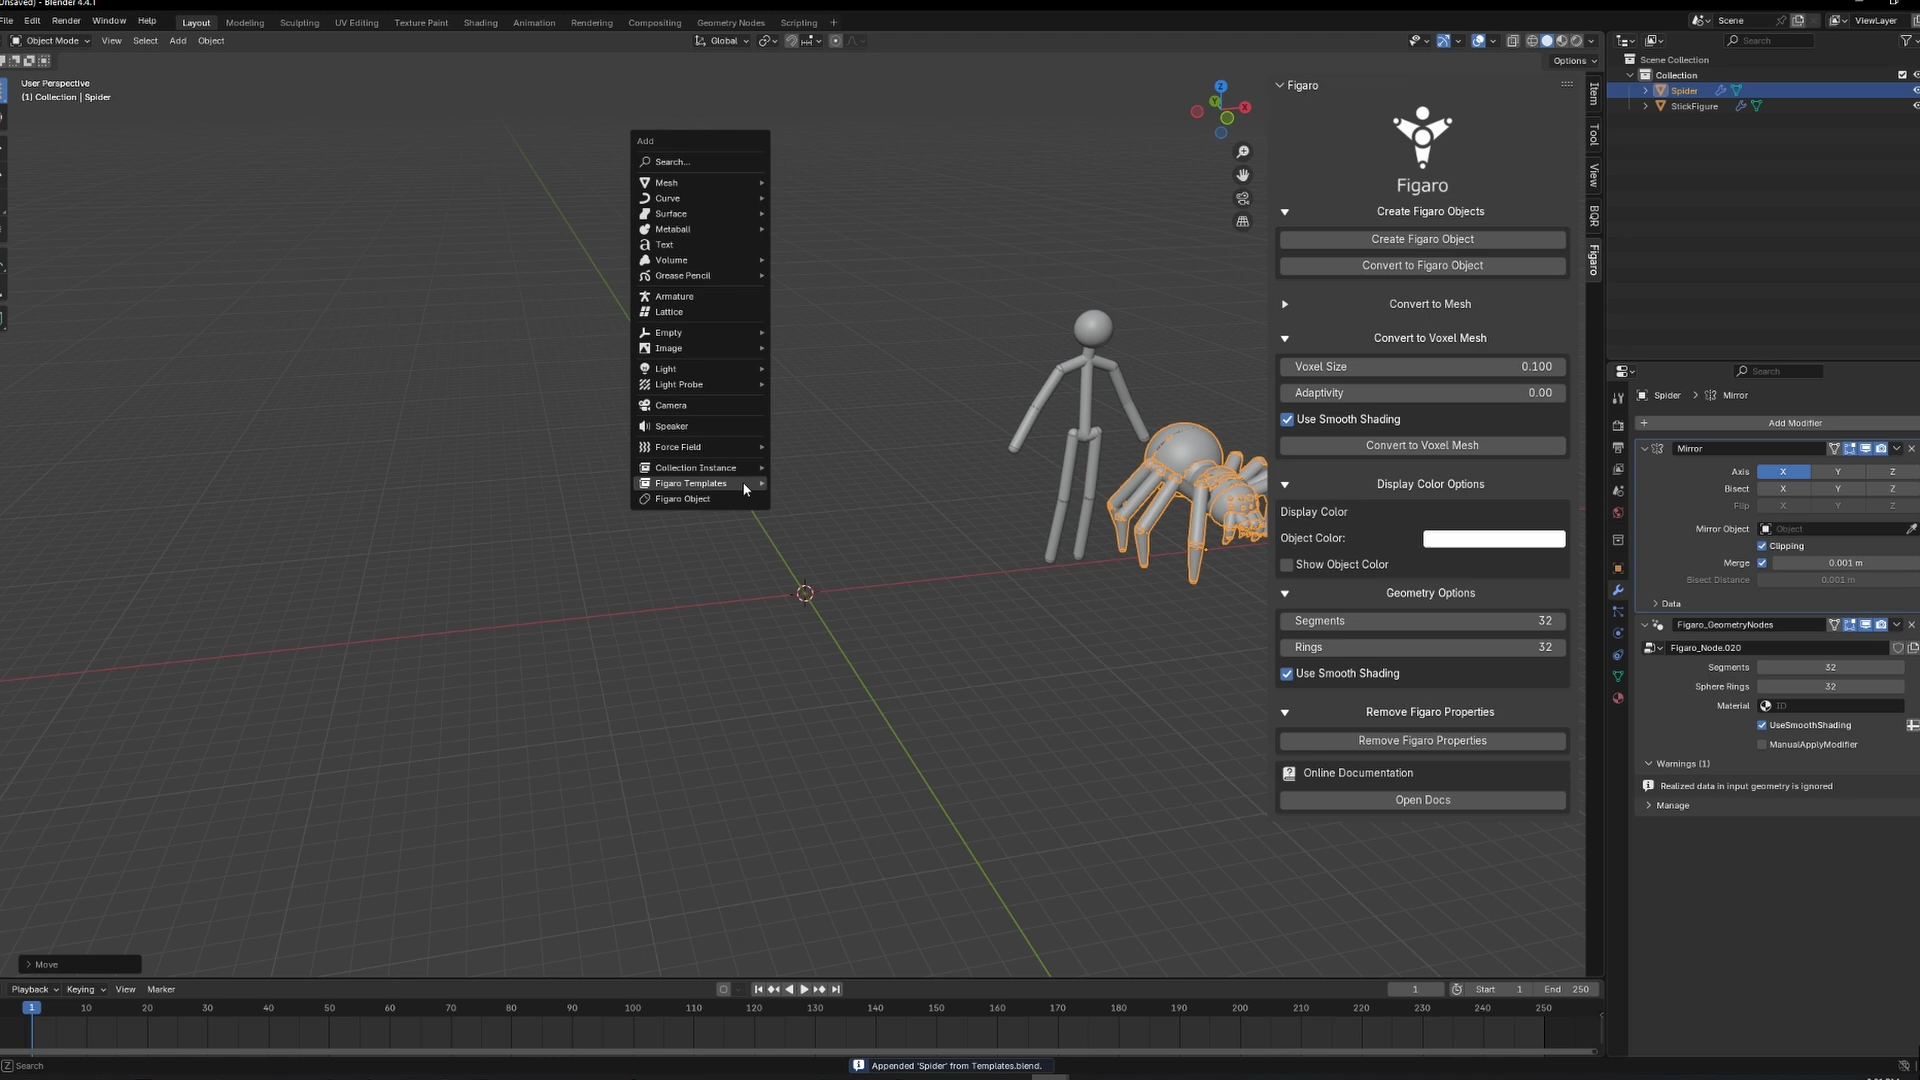 (Unsaved) - Blender 4.4.1
File Edit Render Window Help Layout Modeling Sculpting UV Editing Texture Paint Shading Animation Rendering Compositing Geometry Nodes Scripting + Scene ViewLayer
Object Mode View Select Add Object Global Search
Options
User Perspective
(1) Collection | Spider
Add
Search...
Mesh
Curve
Surface
Metaball
Text
Volume
Grease Pencil
Armature
Lattice
Empty
Image
Light
Light Probe
Camera
Speaker
Force Field
Collection Instance
Figaro Templates
Figaro Object
Z
Y
X
Figaro
Figaro
Create Figaro Objects
Create Figaro Object
Convert to Figaro Object
Convert to Mesh
Convert to Voxel Mesh
Voxel Size 0.100
Adaptivity 0.00
Use Smooth Shading
Convert to Voxel Mesh
Display Color Options
Display Color
Object Color:
Show Object Color
Geometry Options
Segments 32
Rings 32
Use Smooth Shading
Remove Figaro Properties
Remove Figaro Properties
Online Documentation
Open Docs
Item
Tool
View
BQR
Figaro
Scene Collection
Collection
Spider
StickFigure
Search
Spider > Mirror
+ Add Modifier
Mirror
Axis X Y Z
Bisect X Y Z
Flip X Y Z
Mirror Object Object
Clipping
Merge 0.001 m
Bisect Distance 0.001 m
Data
Figaro_GeometryNodes
Figaro_Node.020
Segments 32
Sphere Rings 32
Material ID
UseSmoothShading
ManualApplyModifier
Warnings (1)
Realized data in input geometry is ignored
Manage
> Move
Playback Keying View Marker 1 Start 1 End 250
1 10 20 30 40 50 60 70 80 90 100 110 120 130 140 150 160 170 180 190 200 210 220 230 240 250
Z Search Appended 'Spider' from Templates.blend.